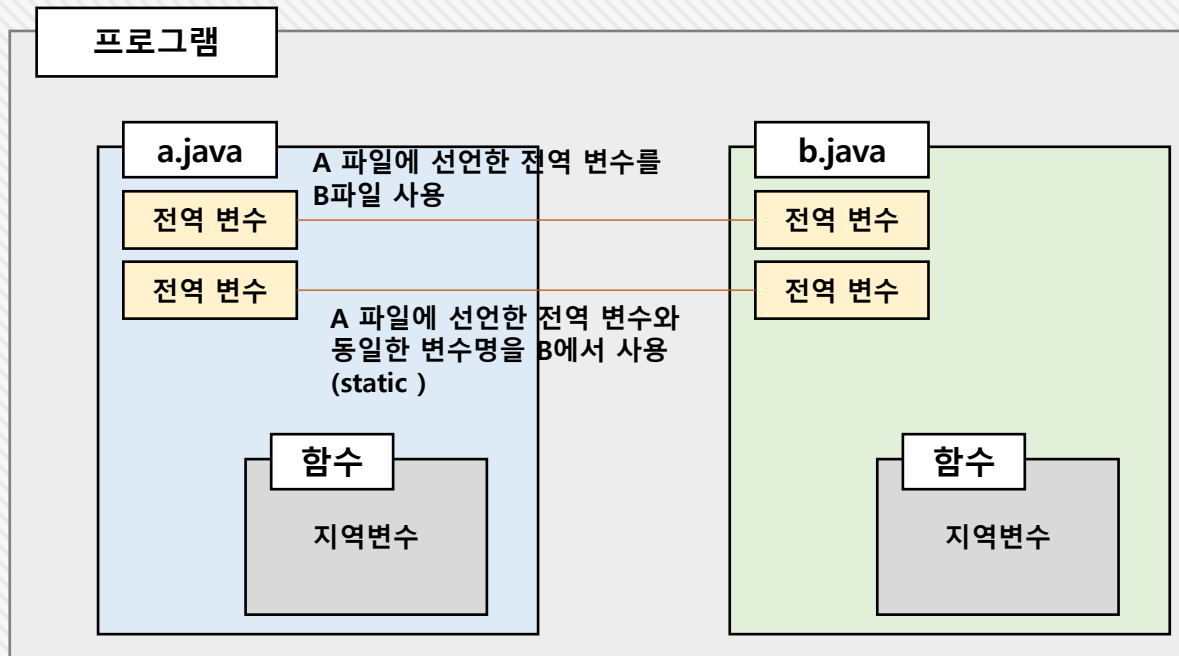 프로그램
a.java
A 파일에 선언한 전역 변수를
B파일 사용
전역 변수
전역 변수
A 파일에 선언한 전역 변수와
동일한 변수명을 B에서 사용
(static )
함수
지역변수
b.java
전역 변수
전역 변수
함수
지역변수